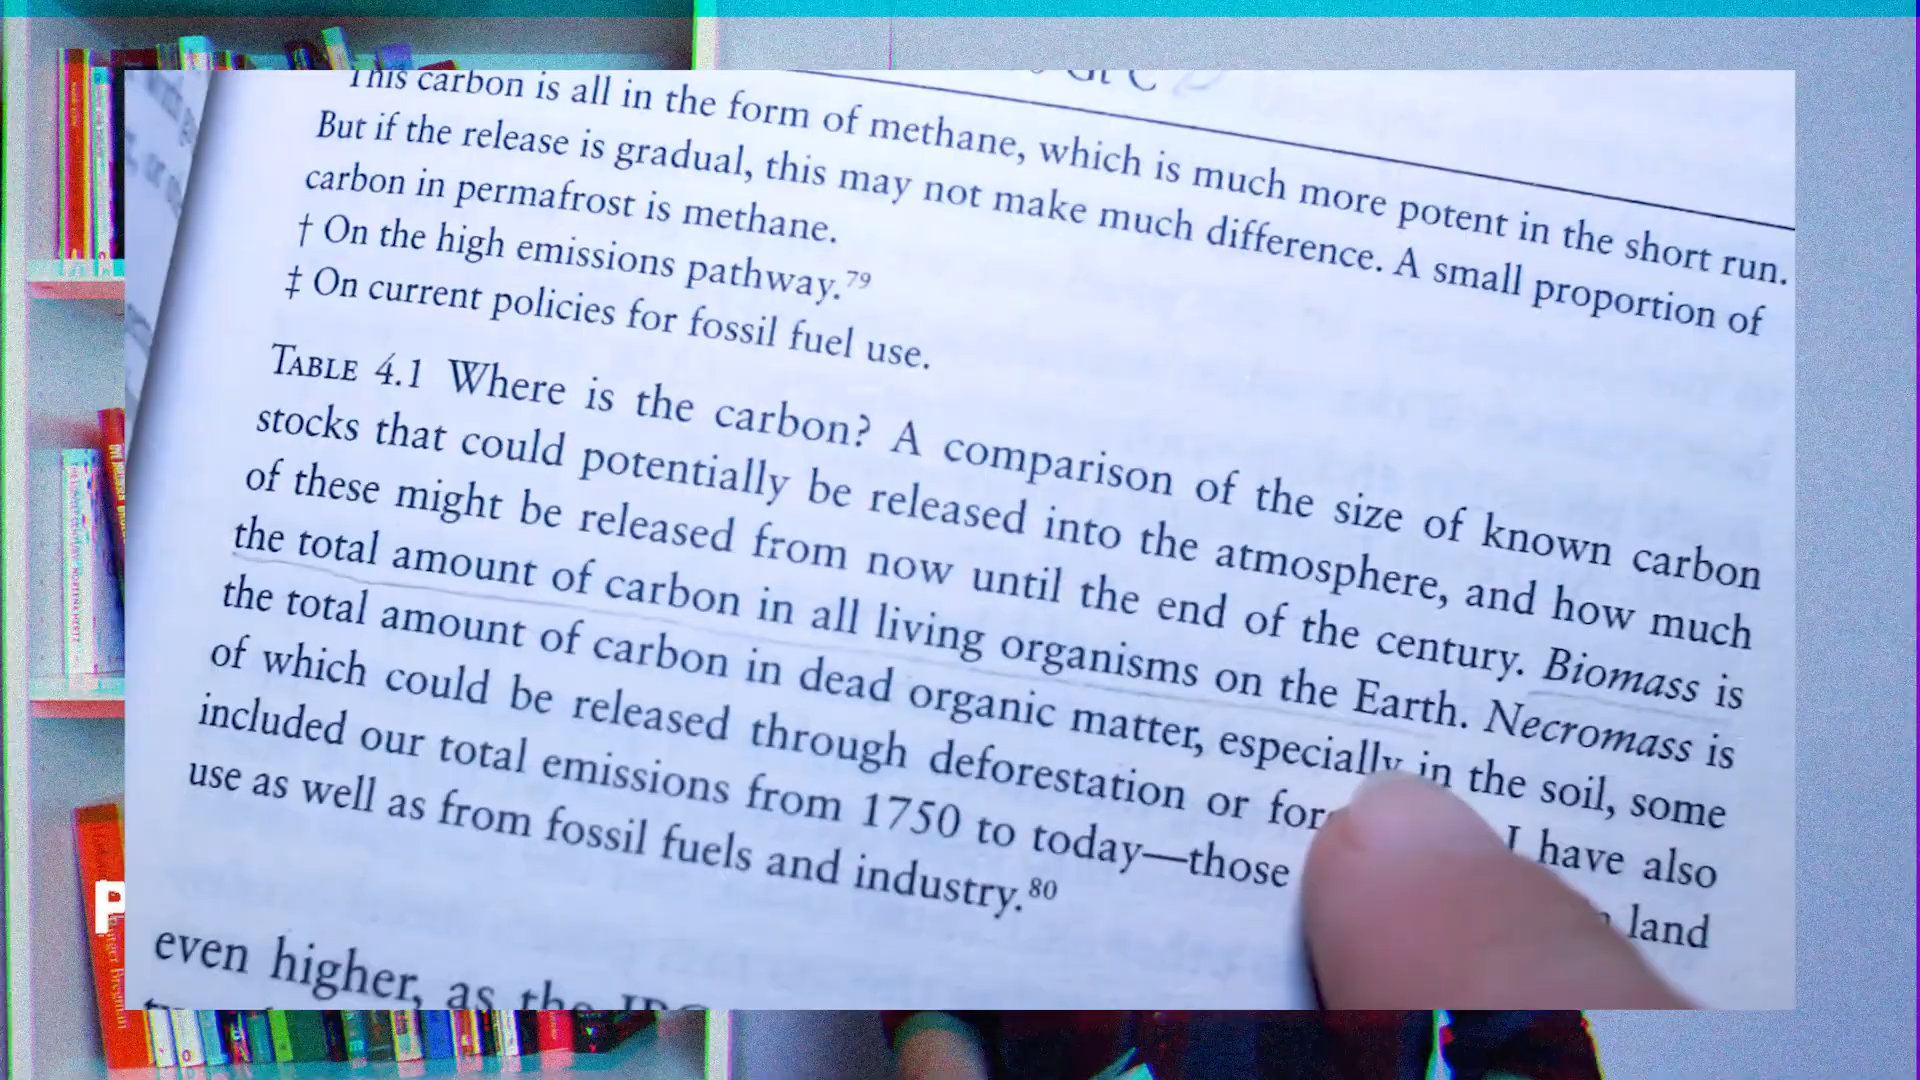 Gt C
This carbon is all in the form of methane, which is much more potent in the short run.
But if the release is gradual, this may not make much difference. A small proportion of
carbon in permafrost is methane.
† On the high emissions pathway.79
‡ On current policies for fossil fuel use.
TABLE 4.1 Where is the carbon? A comparison of the size of known carbon
stocks that could potentially be released into the atmosphere, and how much
of these might be released from now until the end of the century. Biomass is
the total amount of carbon in all living organisms on the Earth. Necromass is
the total amount of carbon in dead organic matter, especially in the soil, some
of which could be released through deforestation or I have also
included our total emissions from 1750 to today—those land
use as well as from fossil fuels and industry.80
even higher, as the
P